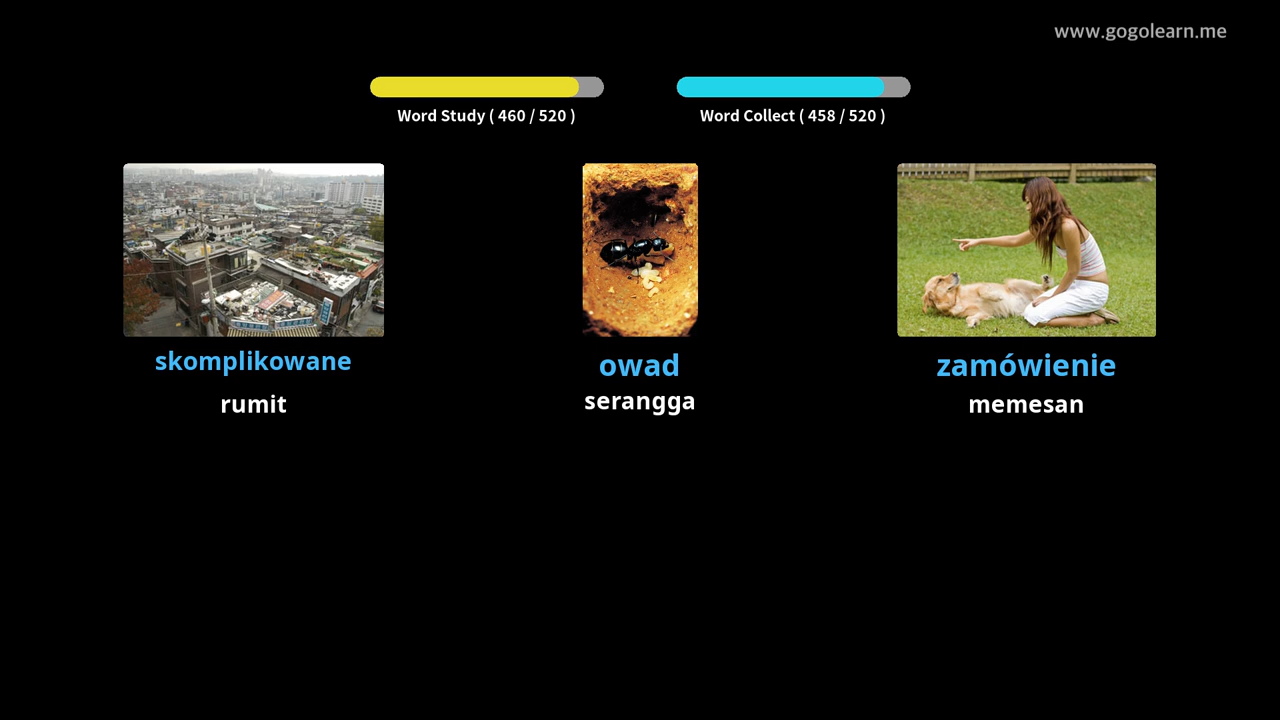 www.gogolearn.me
Word Study ( 460 / 520 )
Word Collect ( 458 / 520 )
skomplikowane
rumit
owad
serangga
zamówienie
memesan